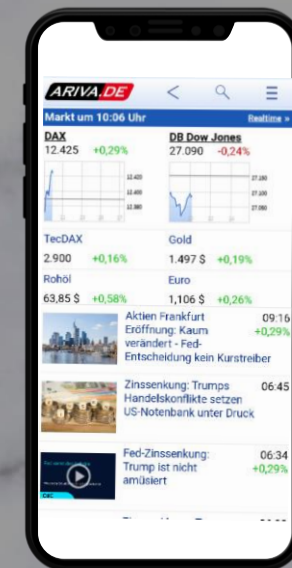 ARIVA.DE
Markt um 10:06 Uhr Realtime »
DAX DB Dow Jones
12.425 +0,29% 27.090 -0,24%
TecDAX Gold
2.900 +0,16% 1.497 $ +0,19%
Rohöl Euro
63,85 $ +0,58% 1,106 $ +0,26%
Aktien Frankfurt 09:16
Eröffnung: Kaum +0,29%
verändert - Fed-
Entscheidung kein Kurstreiber
Zinssenkung: Trumps 06:45
Handelskonflikte setzen
US-Notenbank unter Druck
Fed-Zinssenkung: 06:34
Trump ist nicht +0,29%
amüsiert